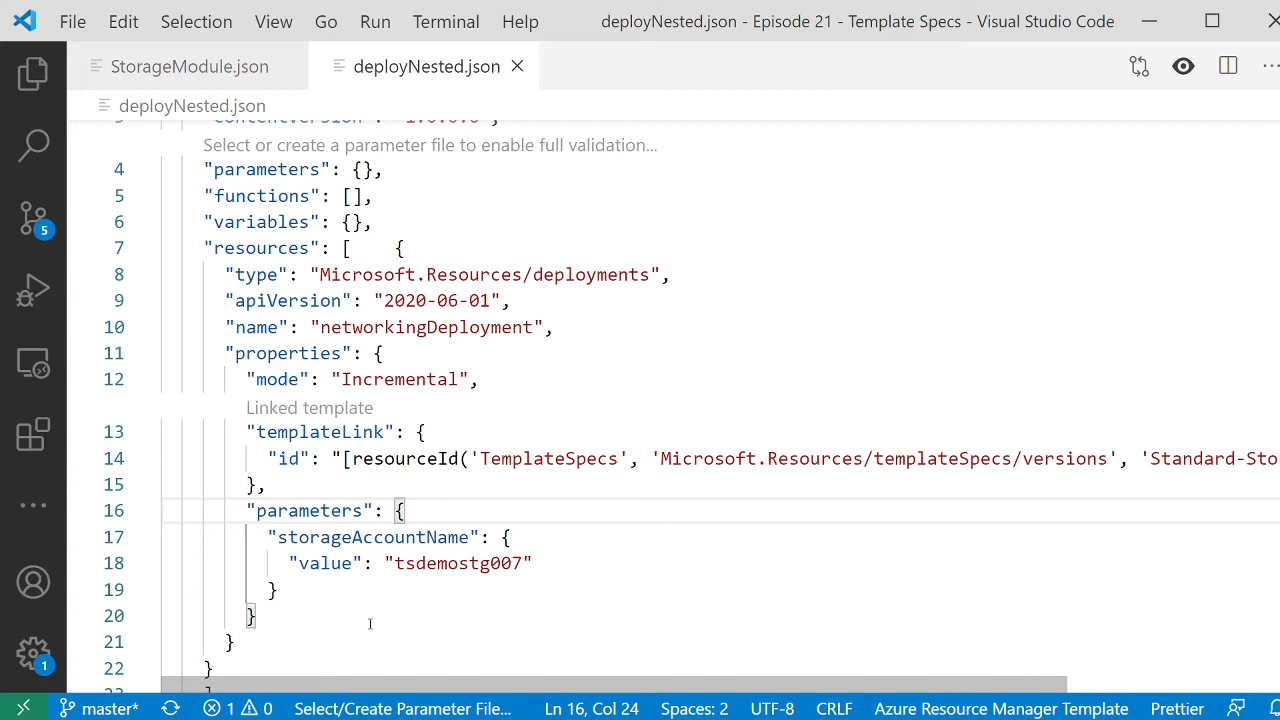 File Edit Selection View Go Run Terminal Help deployNested.json - Episode 21 - Template Specs - Visual Studio Code
StorageModule.json deployNested.json
deployNested.json
"contentVersion": "1.0.0.0",
Select or create a parameter file to enable full validation...
4 "parameters": {},
5 "functions": [],
6 "variables": {},
7 "resources": [ {
8 "type": "Microsoft.Resources/deployments",
9 "apiVersion": "2020-06-01",
10 "name": "networkingDeployment",
11 "properties": {
12 "mode": "Incremental",
Linked template
13 "templateLink": {
14 "id": "[resourceId('TemplateSpecs', 'Microsoft.Resources/templateSpecs/versions', 'Standard-Sto
15 },
16 "parameters": {
17 "storageAccountName": {
18 "value": "tsdemostg007"
19 }
20 }
21 }
22 }
5
1
master* 1 0 Select/Create Parameter File... Ln 16, Col 24 Spaces: 2 UTF-8 CRLF Azure Resource Manager Template Prettier